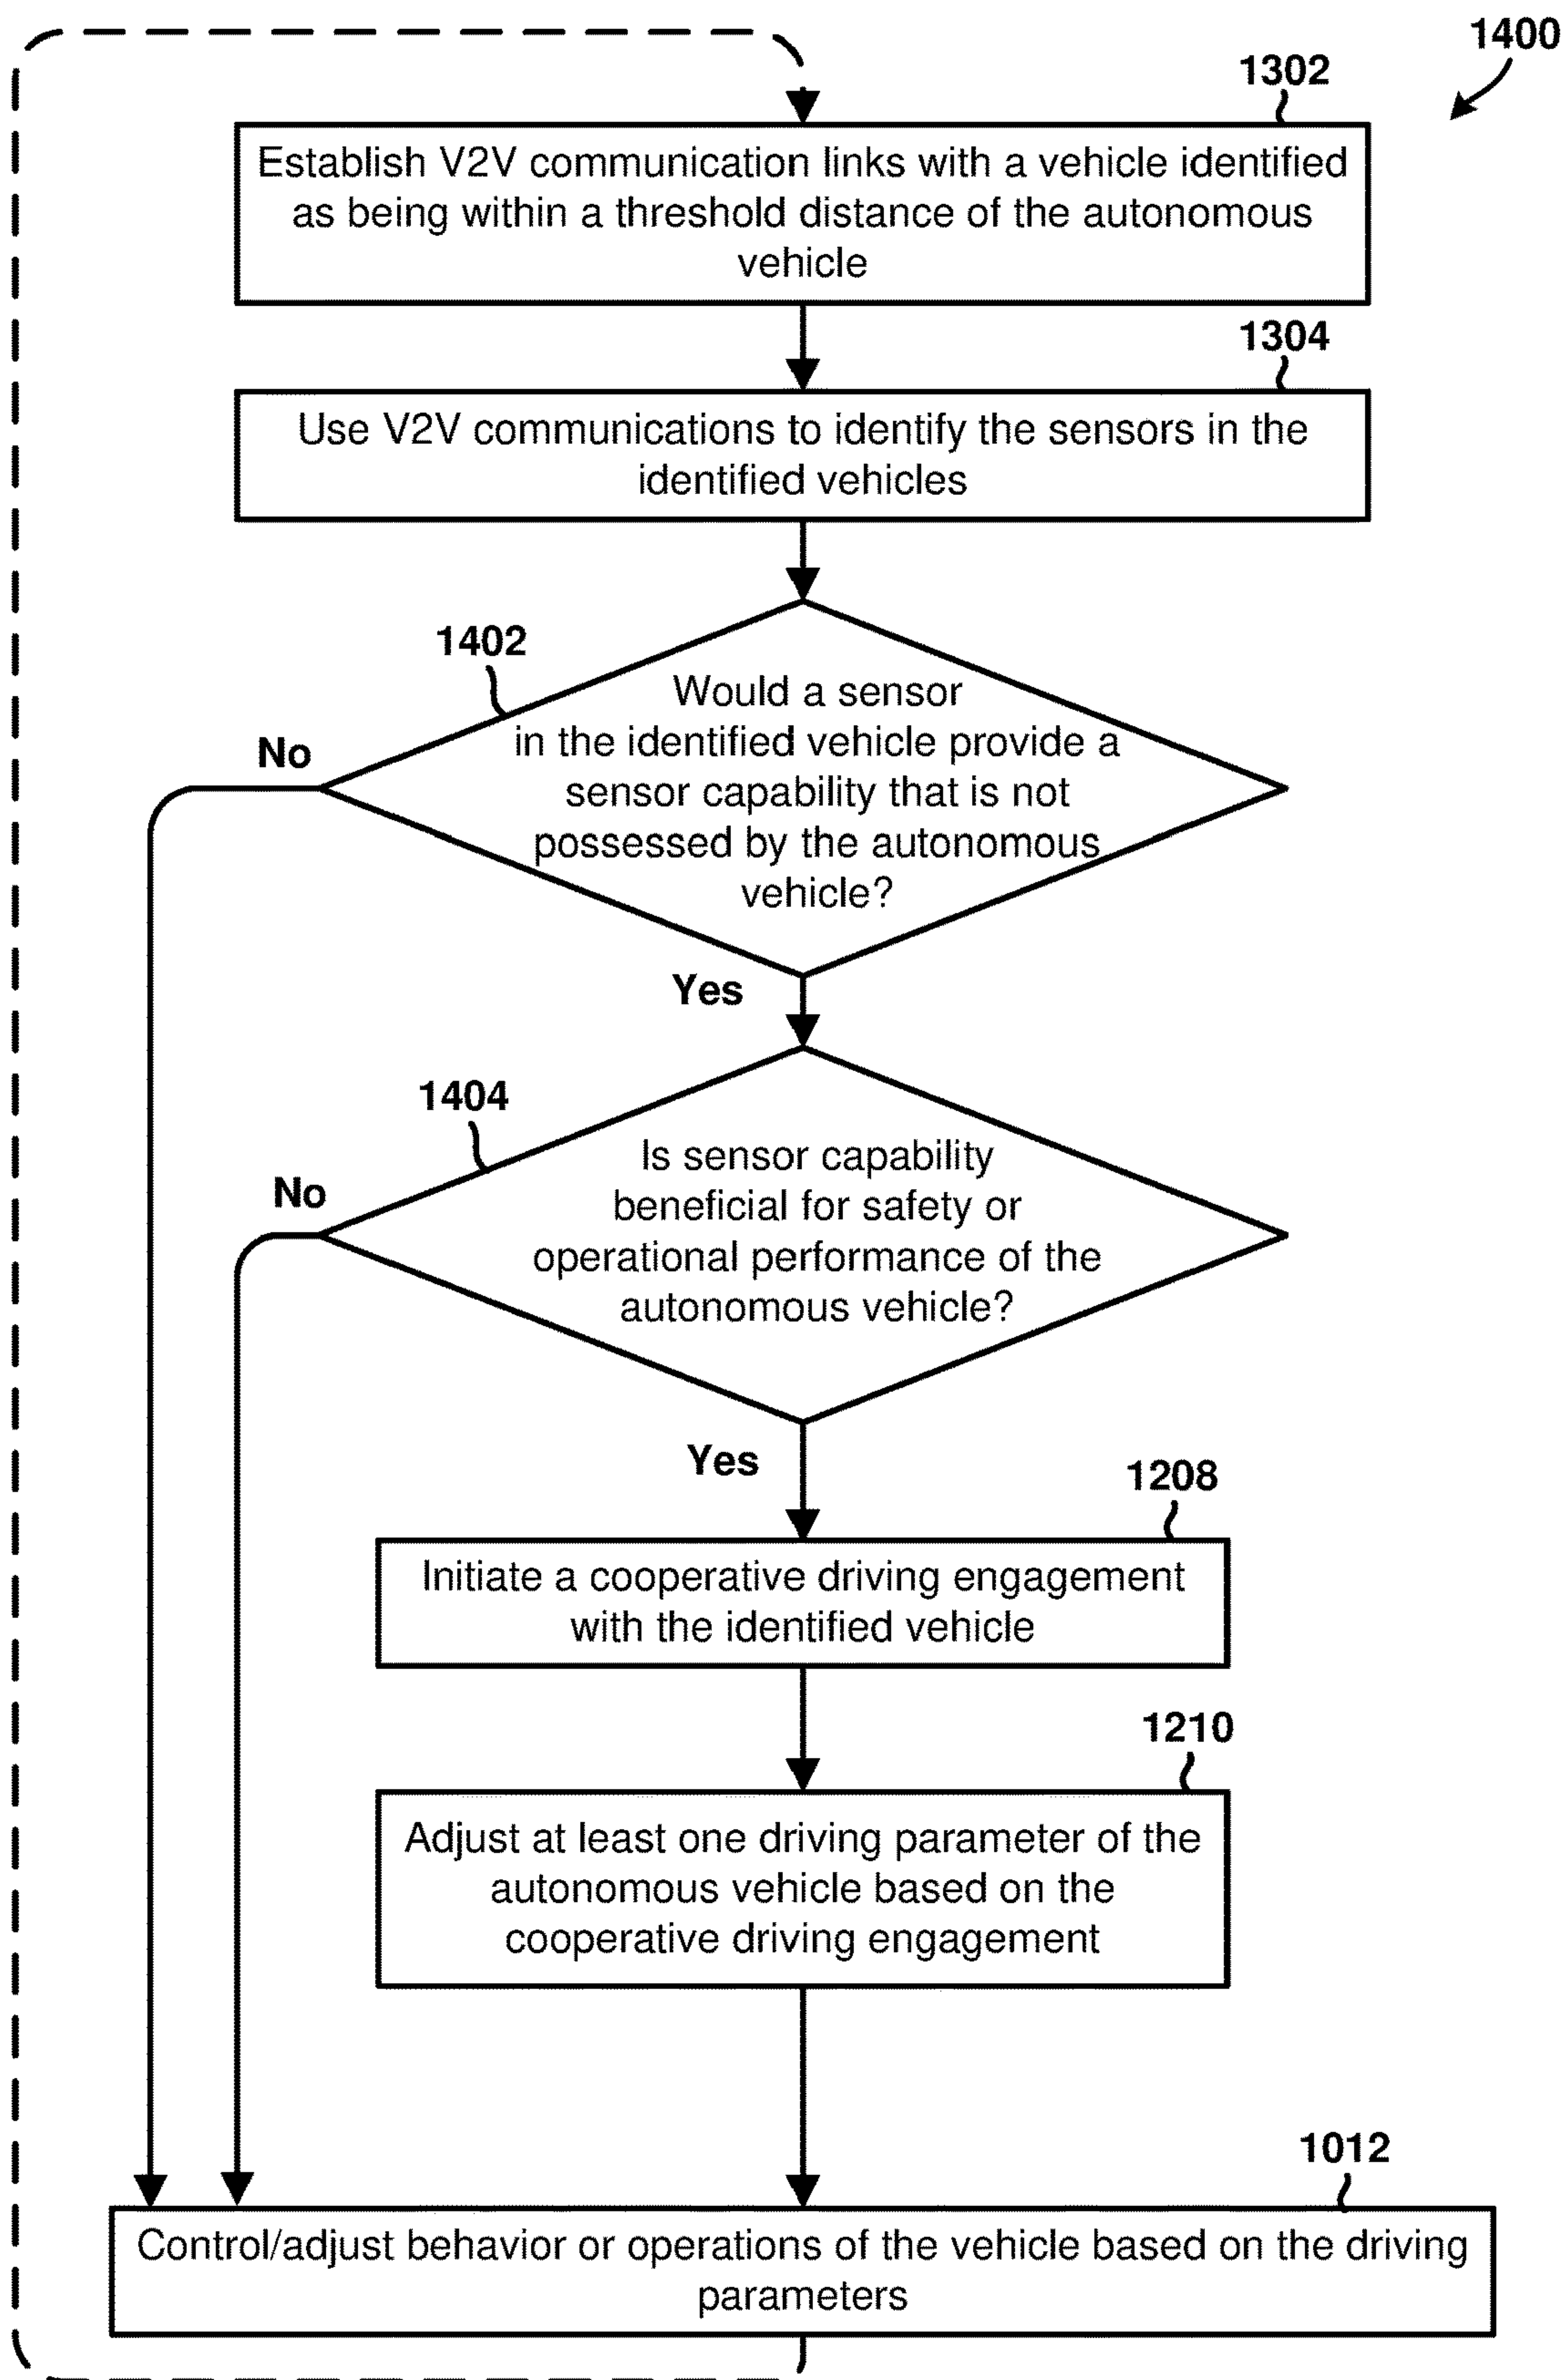 1400
1302
Establish V2V communication links with a vehicle identified
as being within a threshold distance of the autonomous
vehicle
1304
Use V2V communications to identify the sensors in the
identified vehicles
1402
Would a sensor
in the identified vehicle provide a
sensor capability that is not
possessed by the autonomous
vehicle?
No
Yes
1404
Is sensor capability
beneficial for safety or
operational performance of the
autonomous vehicle?
No
Yes
1208
Initiate a cooperative driving engagement
with the identified vehicle
1210
Adjust at least one driving parameter of the
autonomous vehicle based on the
cooperative driving engagement
1012
Control/adjust behavior or operations of the vehicle based on the driving
parameters